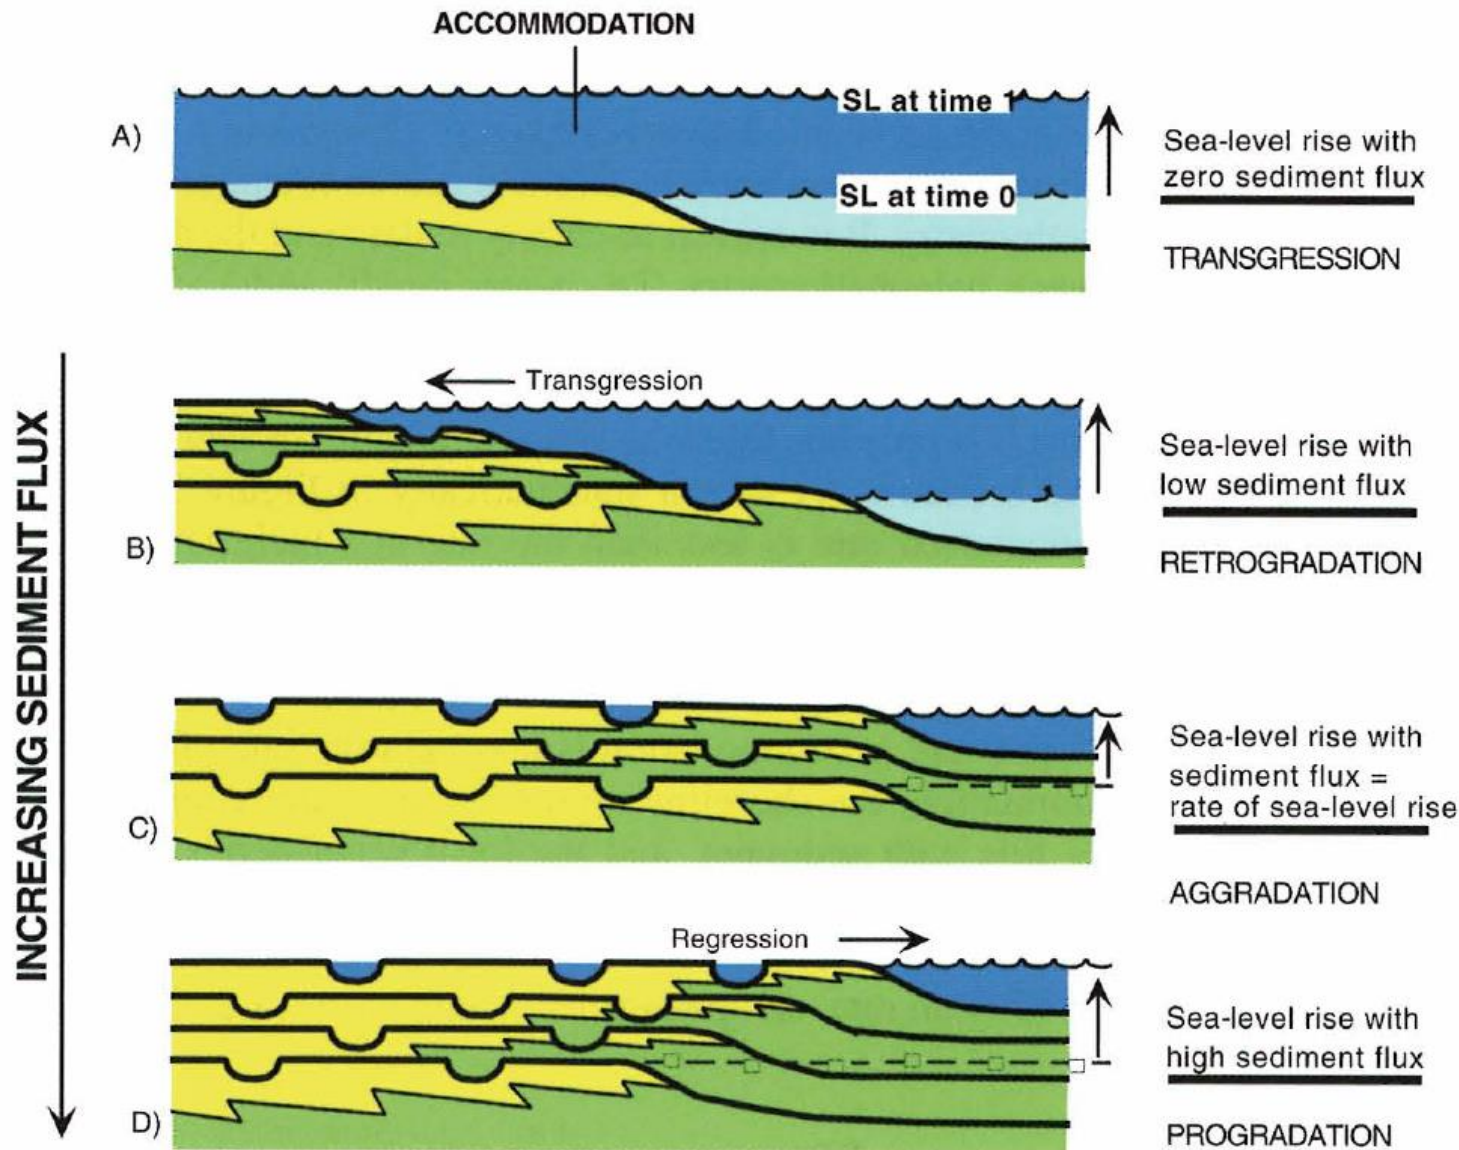 ACCOMMODATION
SL at time 1
A)
Sea-level rise with
zero sediment flux
SL at time 0
TRANSGRESSION
INCREASING SEDIMENT FLUX
Transgression
Sea-level rise with
low sediment flux
B)
RETROGRADATION
Sea-level rise with
sediment flux =
rate of sea-level rise
C)
AGGRADATION
Regression
Sea-level rise with
high sediment flux
D)
PROGRADATION